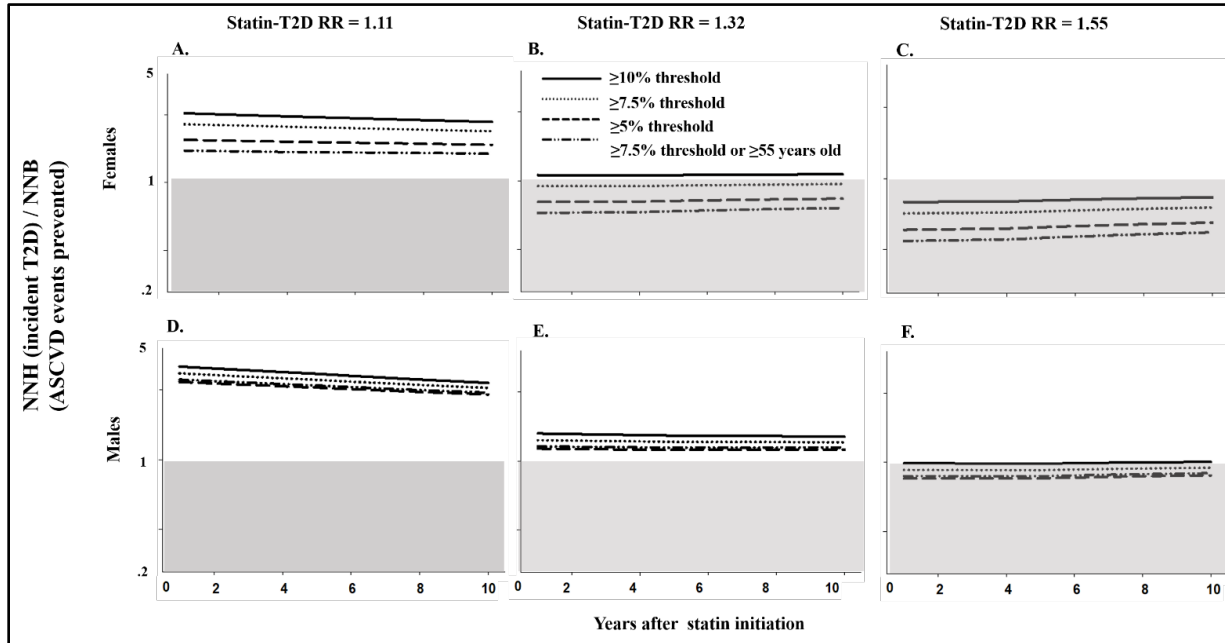 Statin-T2D RR = 1.11
Statin-T2D RR = 1.32
Statin-T2D RR = 1.55
A.
B.
C.
5
1
.2
Females
≥10% threshold
≥7.5% threshold
≥5% threshold
≥7.5% threshold or ≥55 years old
NNH (incident T2D) / NNB
(ASCVD events prevented)
D.
E.
F.
5
1
.2
Males
0 2 4 6 8 10
2 4 6 8 10
0 2 4 6 8 10
Years after statin initiation